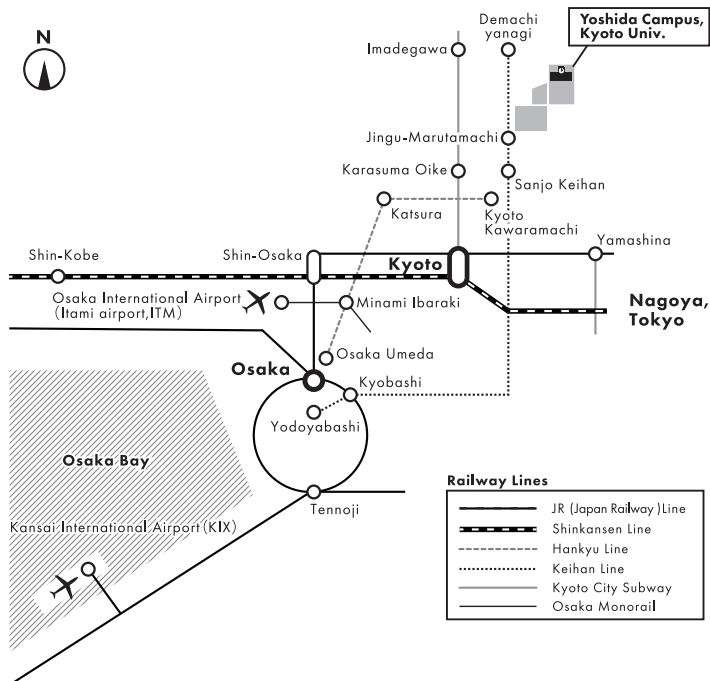 N
Demachi
yanagi
Yoshida Campus,
Kyoto Univ.
Imadegawa
Jingu-Marutamachi
Karasuma Oike
Sanjo Keihan
Katsura
Kyoto
Kawaramachi
Shin-Kobe
Shin-Osaka
Kyoto
Yamashina
Osaka International Airport
(Itami airport,ITM)
Minami Ibaraki
Nagoya,
Tokyo
Osaka Umeda
Osaka
Kyobashi
Yodoyabashi
Osaka Bay
Tennoji
Kansai International Airport(KIX)
Railway Lines
JR (Japan Railway)Line
Shinkansen Line
Hankyu Line
Keihan Line
Kyoto City Subway
Osaka Monorail